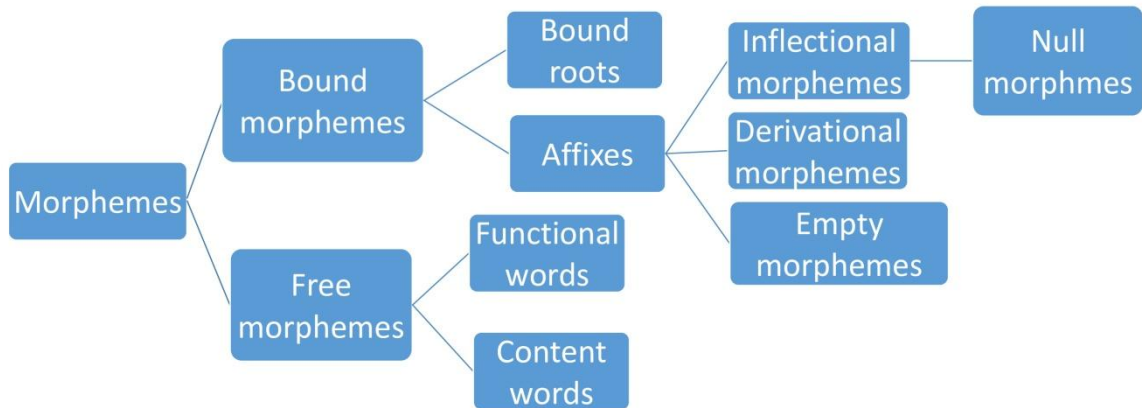 Morphemes
Bound
morphemes
Free
morphemes
Bound
roots
Affixes
Functional
words
Content
words
Inflectional
morphemes
Derivational
morphemes
Empty
morphemes
Null
morphmes